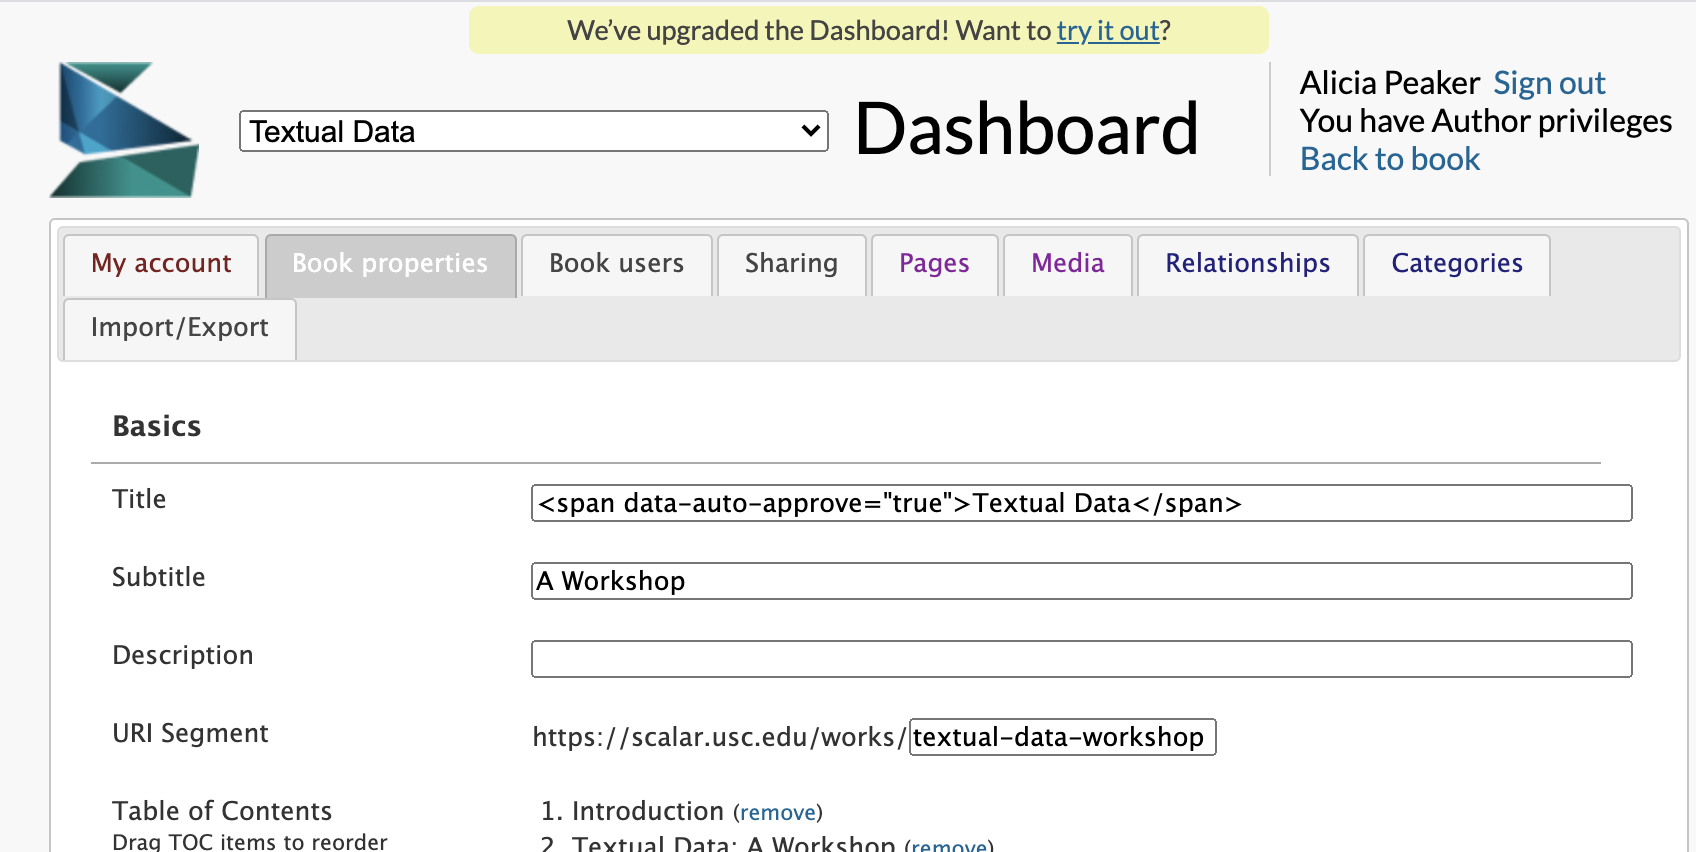 We've upgraded the Dashboard! Want to try it out?
Textual Data
Dashboard
Alicia Peaker Sign out
You have Author privileges
Back to book
My account
Book properties
Book users
Sharing
Pages
Media
Relationships
Categories
Import/Export
Basics
Title
<span data-auto-approve="true">Textual Data</span>
Subtitle
A Workshop
Description
URI Segment
https://scalar.usc.edu/works/textual-data-workshop
Table of Contents
Drag TOC items to reorder
1. Introduction (remove)
2. Textual Data: A Workshop (remove)